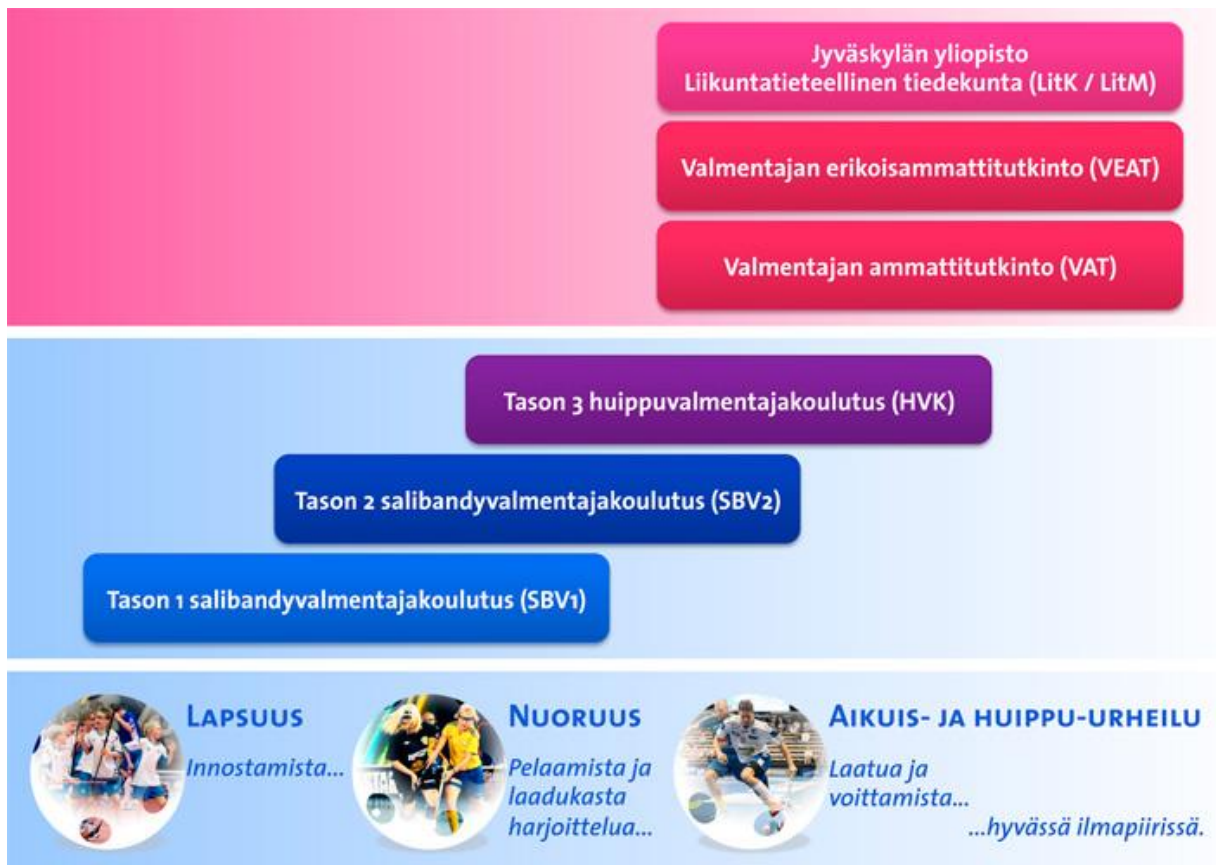 Jyväskylän yliopisto
Liikuntatieteellinen tiedekunta (LitK / LitM)
Valmentajan erikoisammattitutkinto (VEAT)
Valmentajan ammattitutkinto (VAT)
Tason 3 huippuvalmentajakoulutus (HVK)
Tason 2 salibandyvalmentajakoulutus (SBV2)
Tason 1 salibandyvalmentajakoulutus (SBV1)
LAPSUUS
Innostamista...
NUORUUS
Pelaamista ja
laadukasta
harjoittelua...
AIKUIS- JA HUIPPU-URHEILU
Laatua ja
voittamista...
...hyvässä ilmapiirissä.